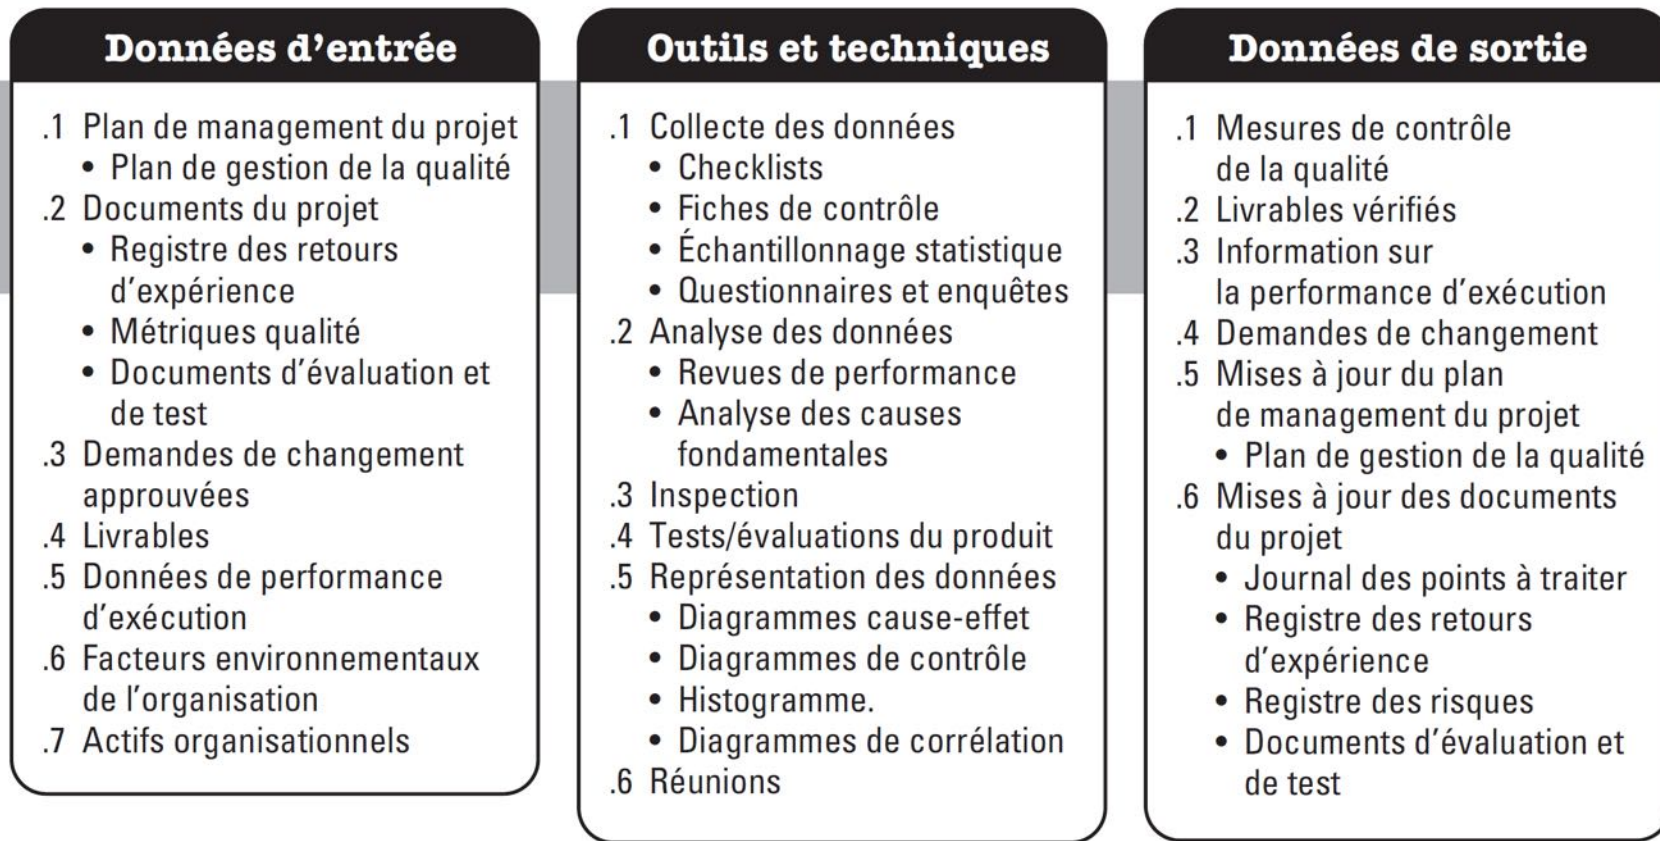 Données d’entrée
.1 Plan de management du projet
• Plan de gestion de la qualité
.2 Documents du projet
• Registre des retours
d’expérience
• Métriques qualité
• Documents d’évaluation et
de test
.3 Demandes de changement
approuvées
.4 Livrables
.5 Données de performance
d’exécution
.6 Facteurs environnementaux
de l’organisation
.7 Actifs organisationnels
Outils et techniques
.1 Collecte des données
• Checklists
• Fiches de contrôle
• Échantillonnage statistique
• Questionnaires et enquêtes
.2 Analyse des données
• Revues de performance
• Analyse des causes
fondamentales
.3 Inspection
.4 Tests/évaluations du produit
.5 Représentation des données
• Diagrammes cause-effet
• Diagrammes de contrôle
• Histogramme.
• Diagrammes de corrélation
.6 Réunions
Données de sortie
.1 Mesures de contrôle
de la qualité
.2 Livrables vérifiés
.3 Information sur
la performance d’exécution
.4 Demandes de changement
.5 Mises à jour du plan
de management du projet
• Plan de gestion de la qualité
.6 Mises à jour des documents
du projet
• Journal des points à traiter
• Registre des retours
d’expérience
• Registre des risques
• Documents d’évaluation et
de test